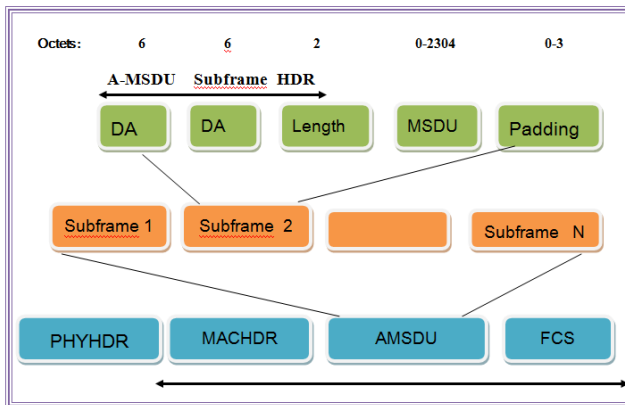 Octets: 6 6 2 0-2304 0-3
A-MSDU Subframe HDR
DA DA Length MSDU Padding
Subframe 1 Subframe 2 Subframe N
PHYHDR MACHDR AMSDU FCS